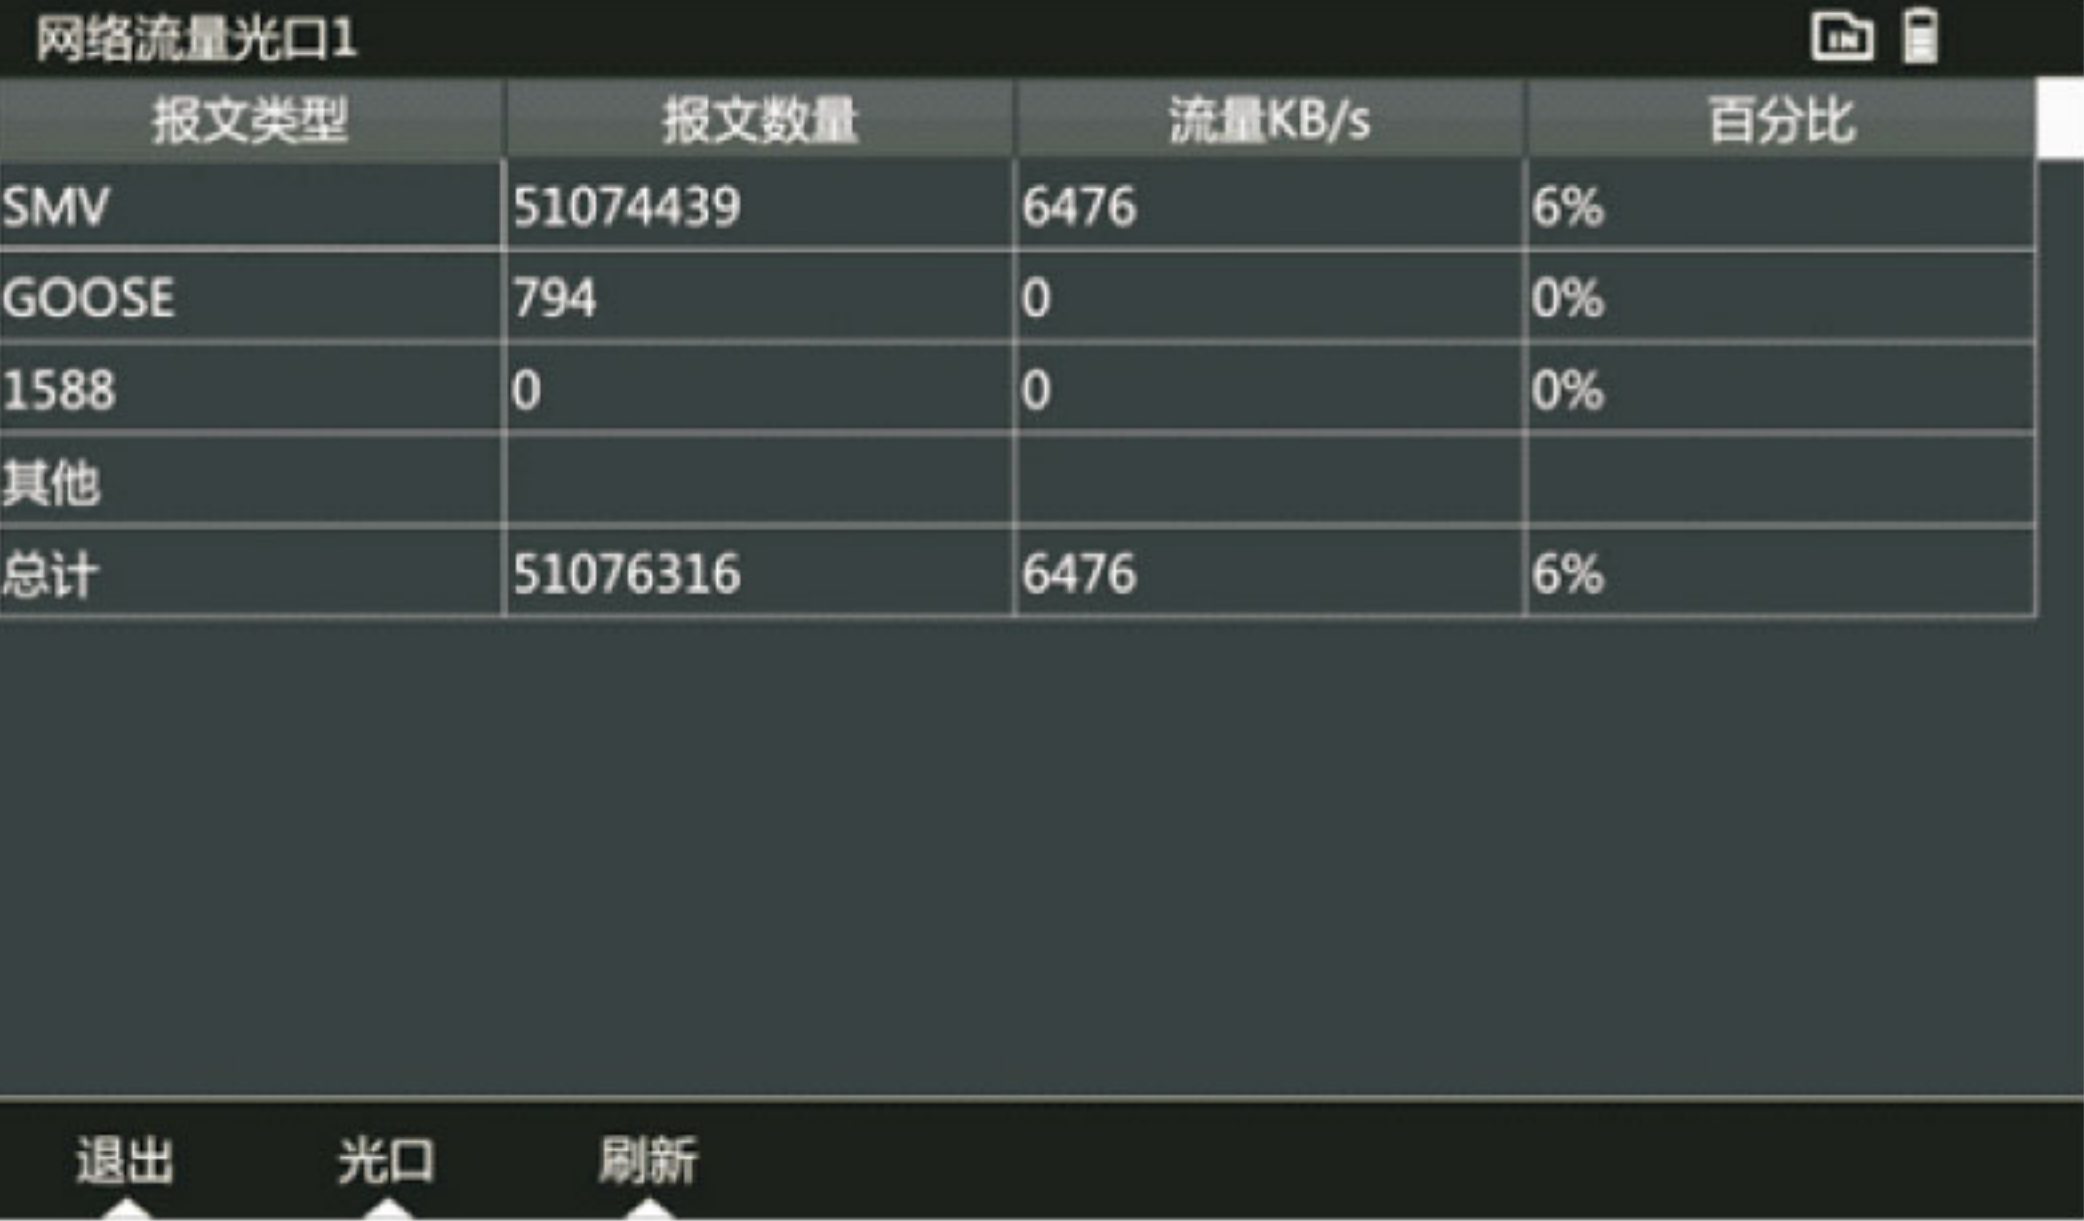 网络流量光口1
IN
报文类型 报文数量 流量KB/s 百分比
SMV 51074439 6476 6%
GOOSE 794 0 0%
1588 0 0 0%
其他
总计 51076316 6476 6%
退出 光口 刷新